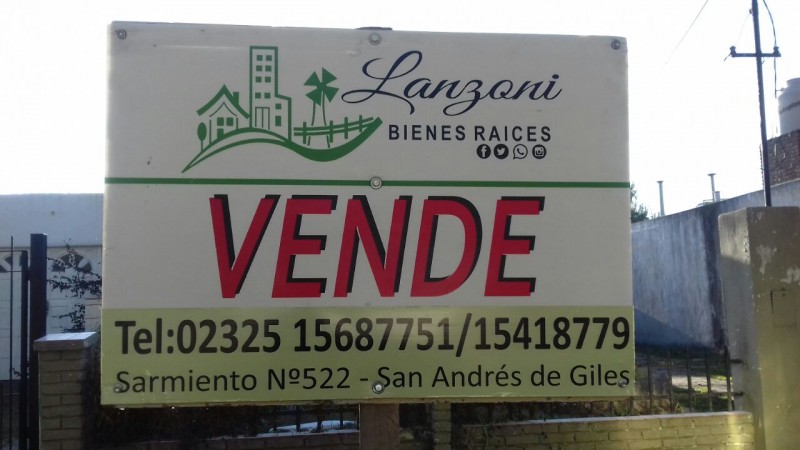 Lanzoni
BIENES RAICES
VENDE
Tel:02325 15687751/15418779
Sarmiento Nº522 - San Andrés de Giles